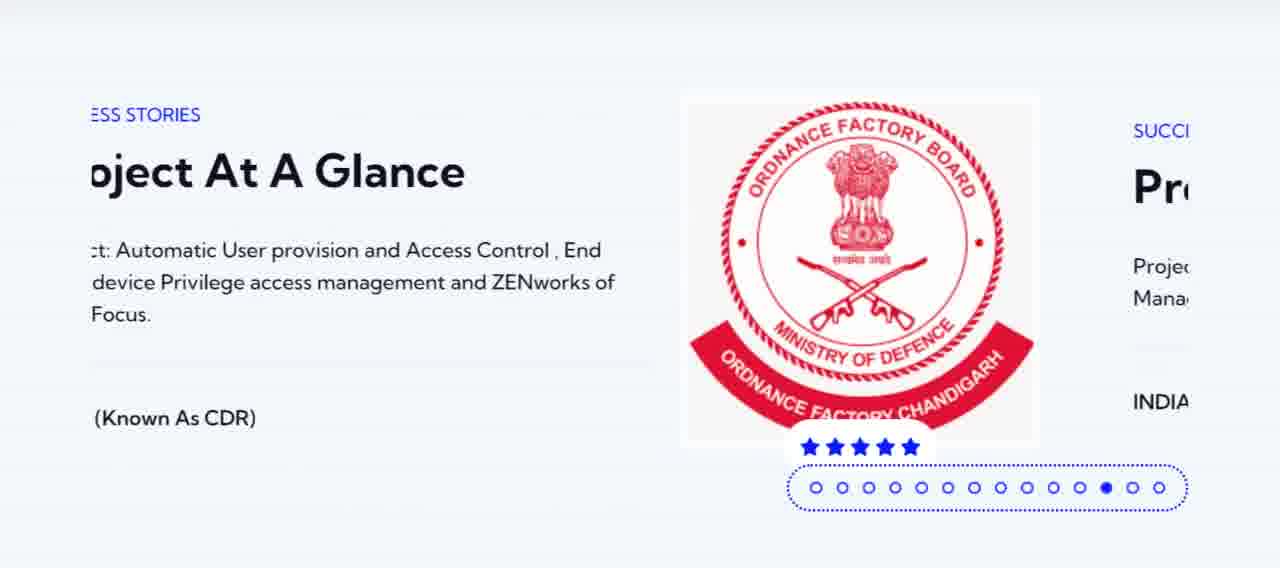 ESS STORIES
oject At A Glance
ct: Automatic User provision and Access Control , End
device Privilege access management and ZENworks of
Focus.
(Known As CDR)
ORDNANCE FACTORY BOARD
सत्यमेव जयते
MINISTRY OF DEFENCE
ORDNANCE FACTORY CHANDIGARH
SUCCE
Pro
Projec
Manag
INDIA